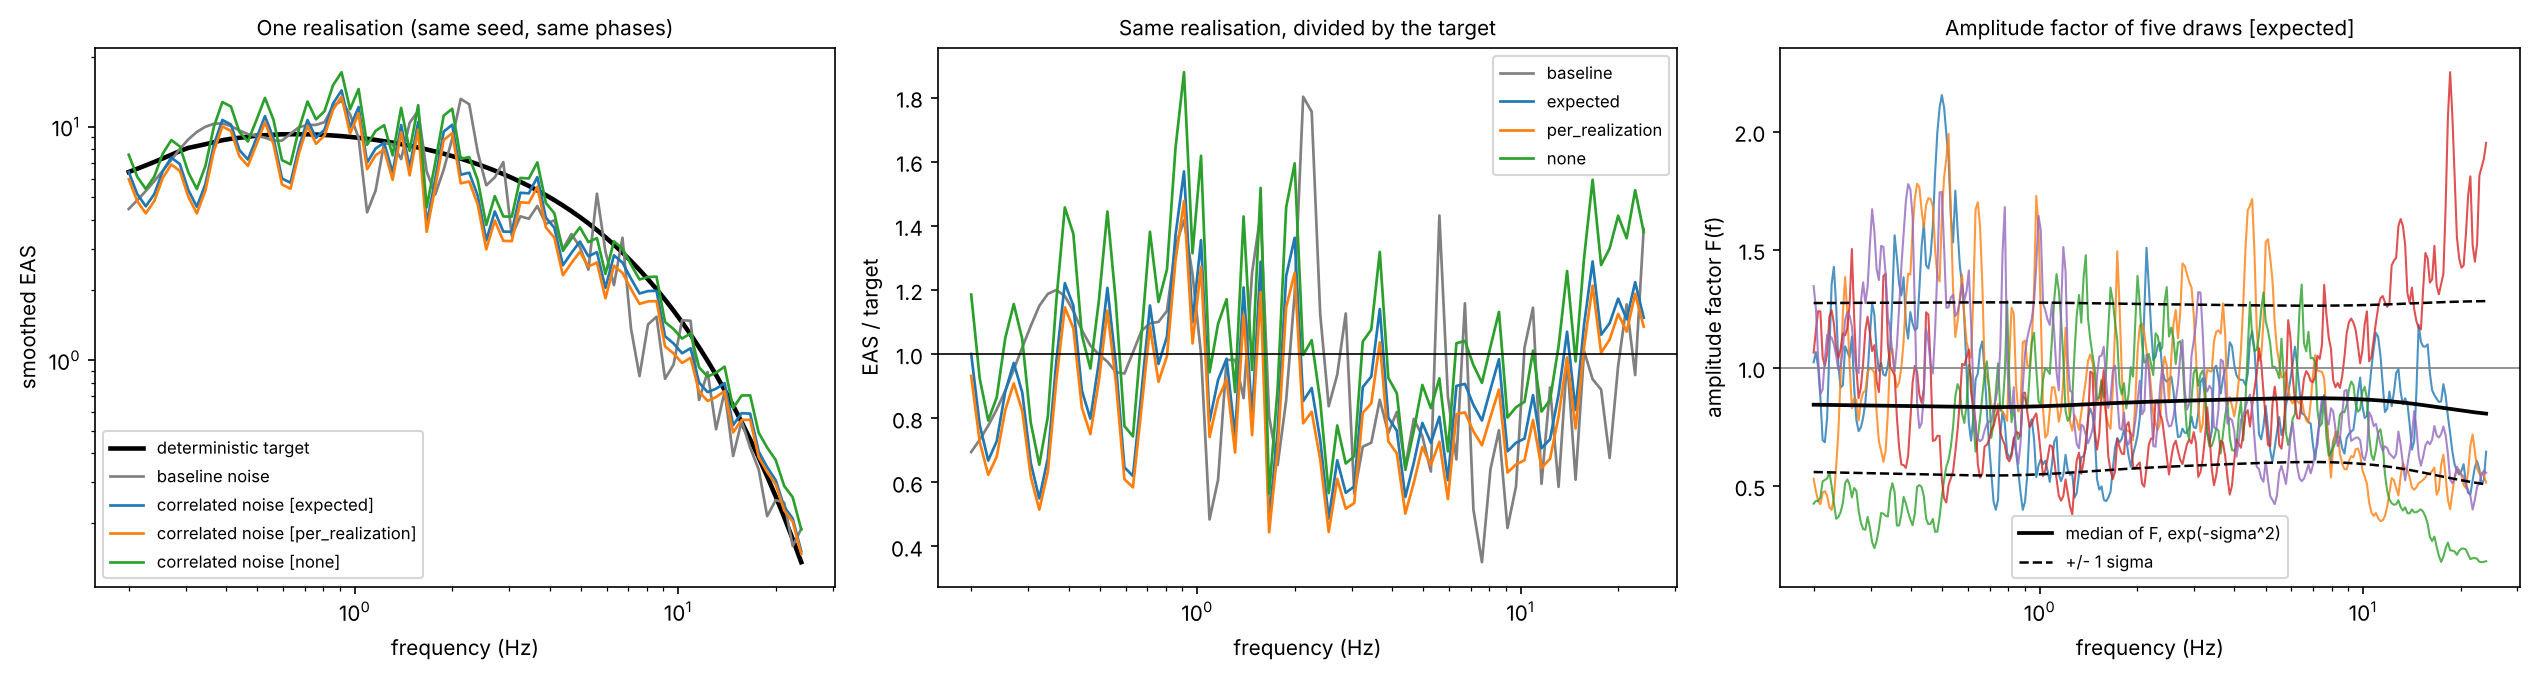 One realisation (same seed, same phases)
smoothed EAS
10^1
10^0
deterministic target
baseline noise
correlated noise [expected]
correlated noise [per_realization]
correlated noise [none]
10^0
10^1
frequency (Hz)
Same realisation, divided by the target
EAS / target
1.8
1.6
1.4
1.2
1.0
0.8
0.6
0.4
baseline
expected
per_realization
none
10^0
10^1
frequency (Hz)
Amplitude factor of five draws [expected]
amplitude factor F(f)
2.0
1.5
1.0
0.5
median of F, exp(-sigma^2)
+/- 1 sigma
10^0
10^1
frequency (Hz)